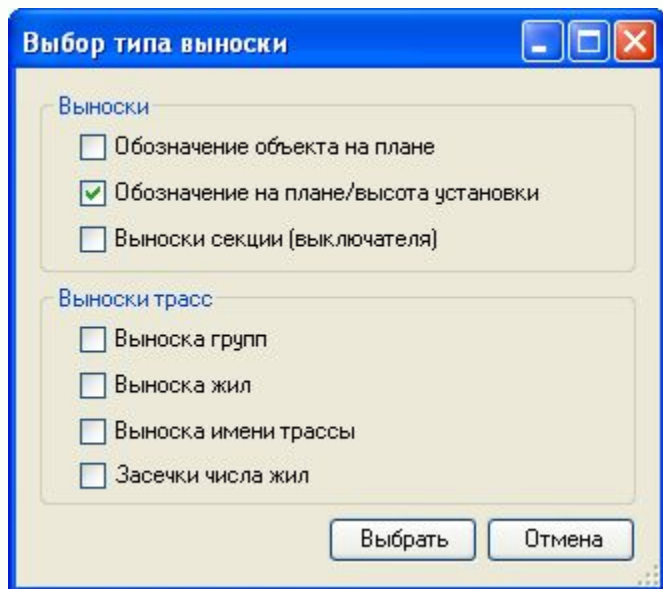 Выбор типа выноски
Выноски
Обозначение объекта на плане
Обозначение на плане/высота установки
Выноски секции (выключателя)
Выноски трасс
Выноска групп
Выноска жил
Выноска имени трассы
Засечки числа жил
Выбрать
Отмена